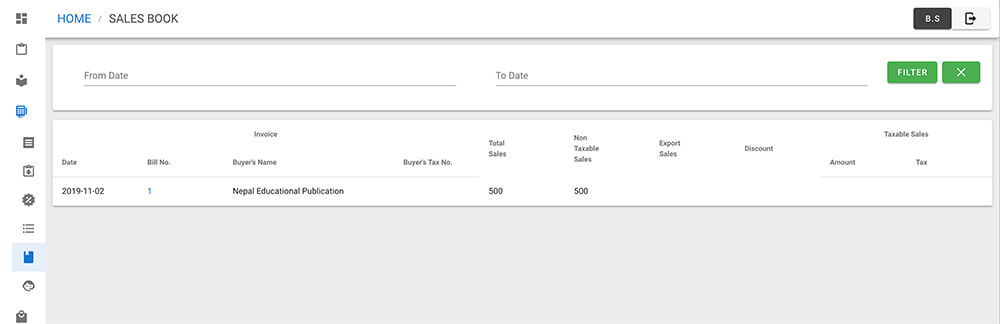 HOME / SALES BOOK
B.S
From Date
To Date
FILTER
Invoice
Total Sales
Non Taxable Sales
Export Sales
Discount
Taxable Sales
Date Bill No. Buyer's Name Buyer's Tax No. Amount Tax
2019-11-02 1 Nepal Educational Publication 500 500